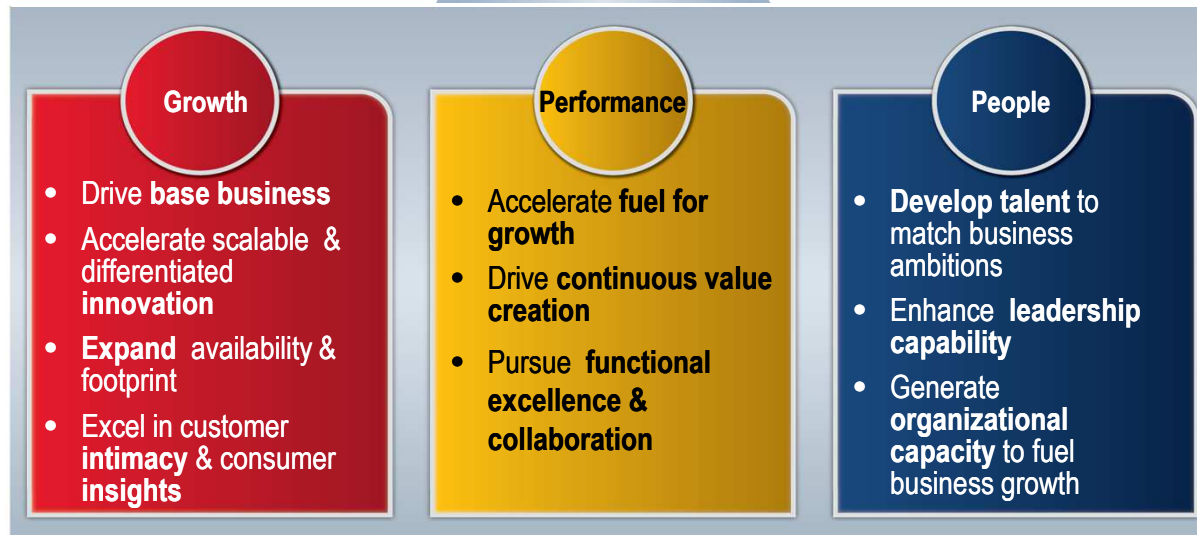 Growth
• Drive base business
• Accelerate scalable & 
differentiated
innovation
• Expand availability &
footprint
• Excel in customer
intimacy & consumer
insights
Performance
• Accelerate fuel for
growth
• Drive continuous value
creation
• Pursue functional
excellence &
collaboration
People
• Develop talent to
match business
ambitions
• Enhance leadership
capability
• Generate
organizational
capacity to fuel
business growth